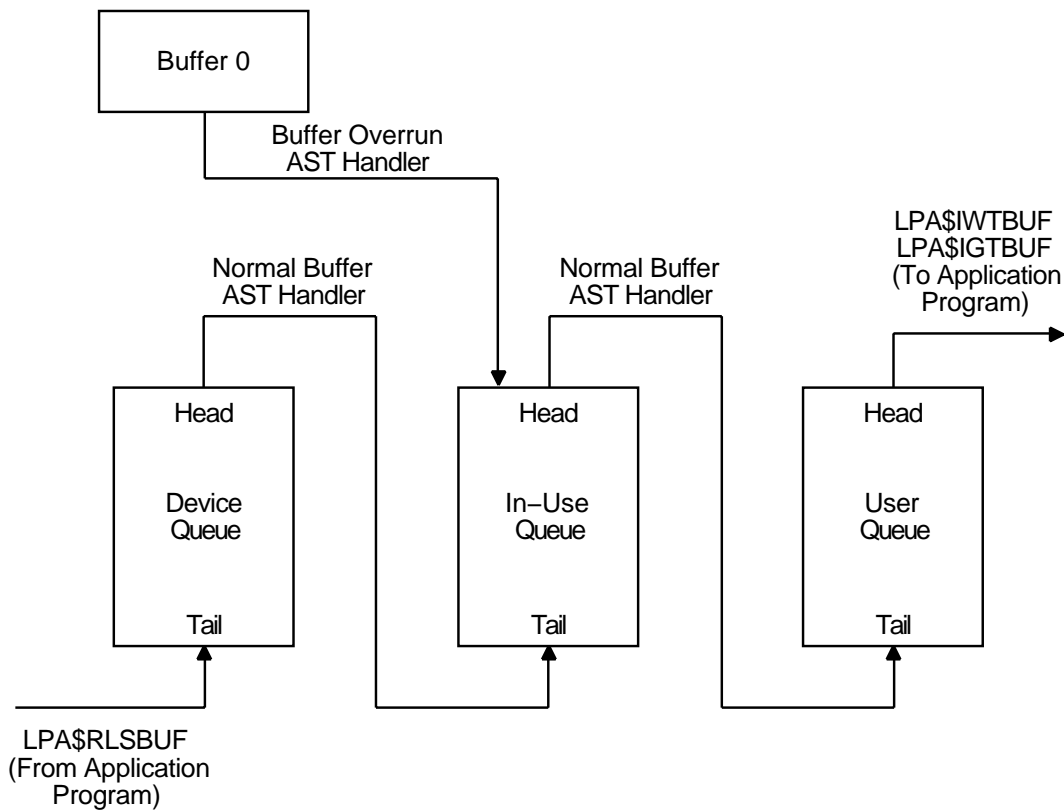 Buffer 0
Buffer Overrun
AST Handler
LPA$IWTBUF
LPA$IGTBUF
(To Application
Program)
Normal Buffer
AST Handler
Normal Buffer
AST Handler
Head
Device
Queue
Tail
Head
In−Use
Queue
Tail
Head
User
Queue
Tail
LPA$RLSBUF
(From Application
Program)